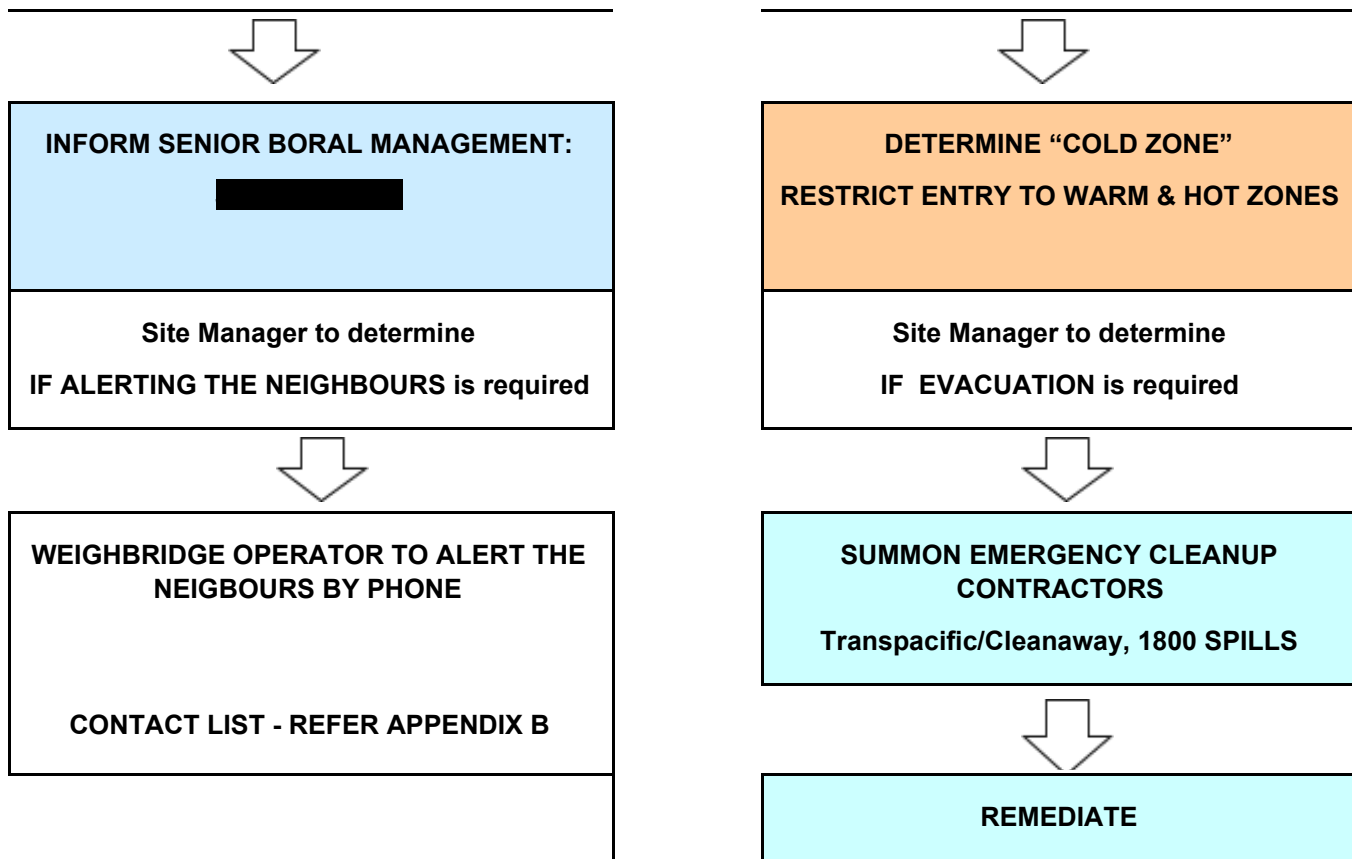 INFORM SENIOR BORAL MANAGEMENT:
Site Manager to determine
IF ALERTING THE NEIGHBOURS is required
WEIGHBRIDGE OPERATOR TO ALERT THE
NEIGBOURS BY PHONE
CONTACT LIST - REFER APPENDIX B
DETERMINE “COLD ZONE”
RESTRICT ENTRY TO WARM & HOT ZONES
Site Manager to determine
IF EVACUATION is required
SUMMON EMERGENCY CLEANUP
CONTRACTORS
Transpacific/Cleanaway, 1800 SPILLS
REMEDIATE